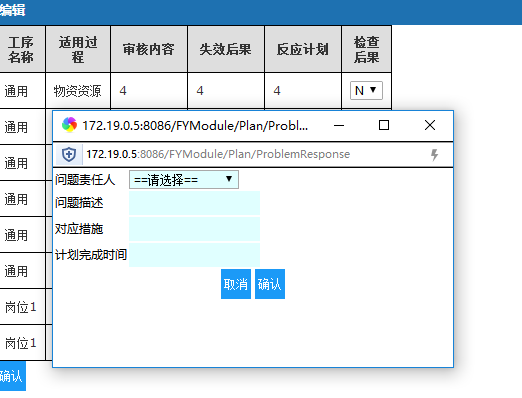 编辑
工序名称 适用过程 审核内容 失效后果 反应计划 检查后果
通用 物资资源 4 4 4 N
通用
172.19.0.5:8086/FYModule/Plan/Probl...
通用
172.19.0.5:8086/FYModule/Plan/ProblemResponse
通用
问题责任人 ==请选择==
问题描述
通用
对应措施
通用
计划完成时间
取消 确认
岗位1
岗位1
确认